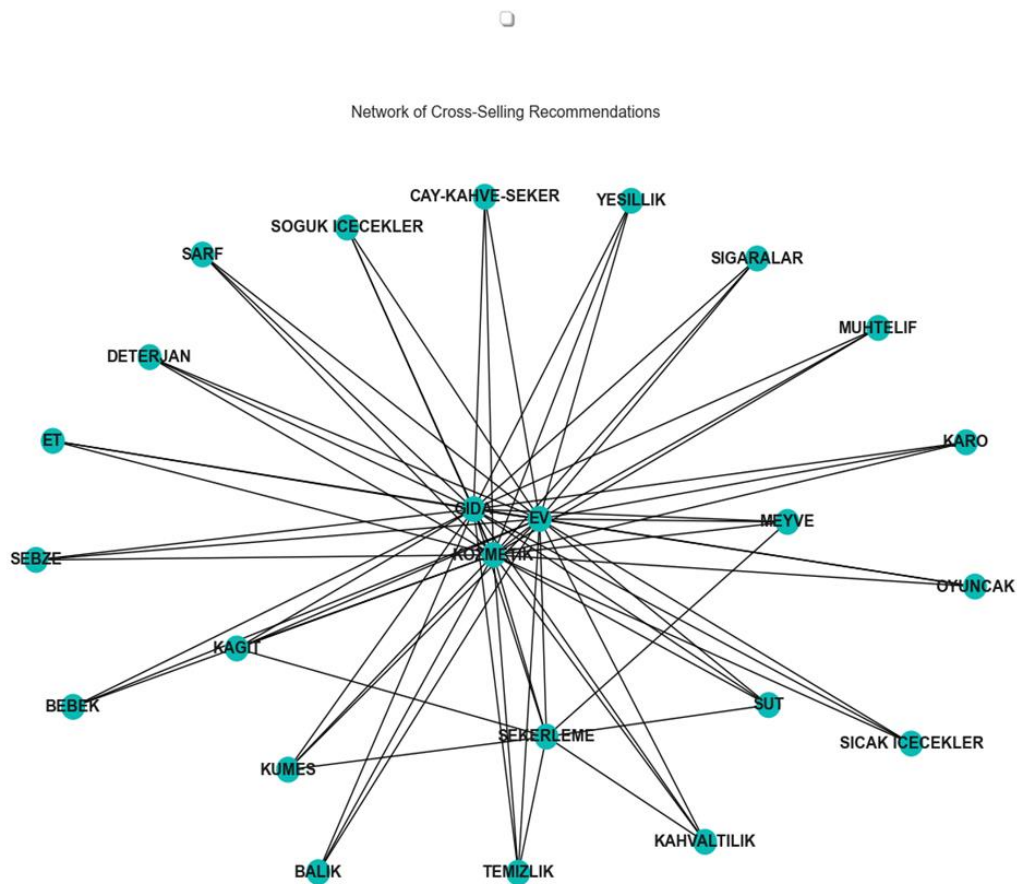 Network of Cross-Selling Recommendations
CAY-KAHVE-SEKER
YESILLIK
SOGUK ICECEKLER
SARF
SIGARALAR
MUHTELIF
DETERJAN
ET
KARO
GIDA
EV
MEYVE
KOZMETIK
SEBZE
OYUNCAK
KAGIT
BEBEK
SUT
SEKERLEME
SICAK ICECEKLER
KUMES
KAHVALTILIK
BALIK
TEMIZLIK